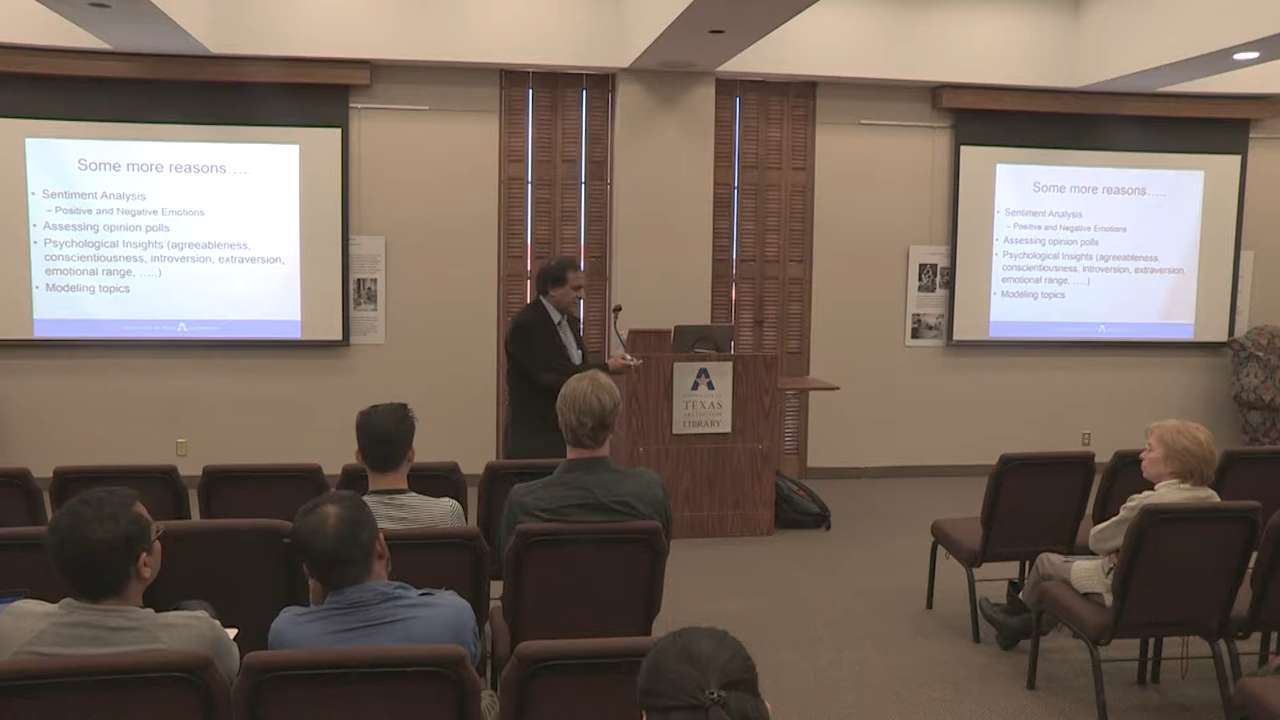 Some more reasons.....
• Sentiment Analysis
– Positive and Negative Emotions
• Assessing opinion polls
• Psychological Insights (agreeableness,
conscientiousness, introversion, extraversion,
emotional range, .....)
• Modeling topics
A
TEXAS
LIBRARY
Some more reasons.....
• Sentiment Analysis
– Positive and Negative Emotions
• Assessing opinion polls
• Psychological Insights (agreeableness,
conscientiousness, introversion, extraversion,
emotional range, .....)
• Modeling topics